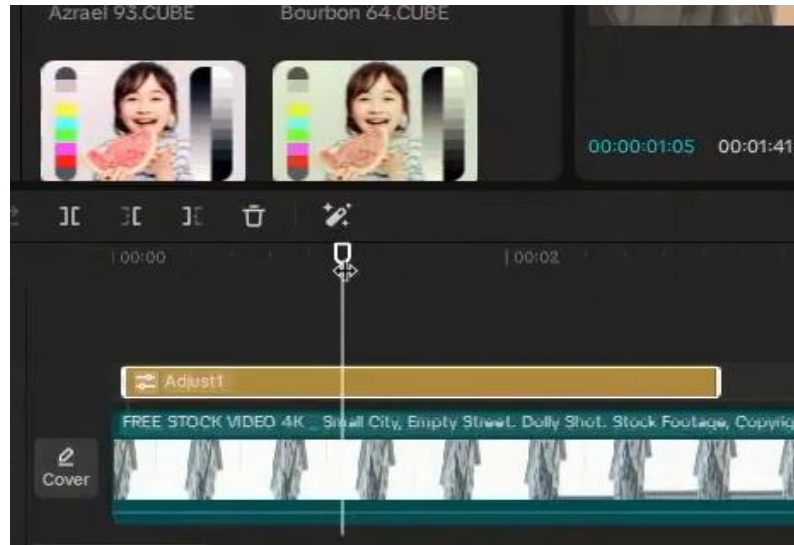 Azrael 93.CUBE
Bourbon 64.CUBE
00:00:01:05 00:01:41
00:00
00:02
Adjust1
FREE STOCK VIDEO 4K _ Small City, Empty Street. Dolly Shot. Stock Footage, Copyrig
Cover